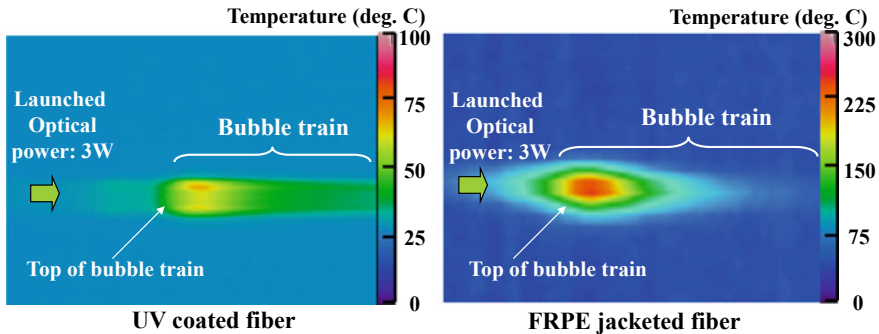 Temperature (deg. C)
100
75
50
25
0
Launched
Optical
power: 3W
Bubble train
Top of bubble train
UV coated fiber
Temperature (deg. C)
300
225
150
75
0
Launched
Optical
power: 3W
Bubble train
Top of bubble train
FRPE jacketed fiber